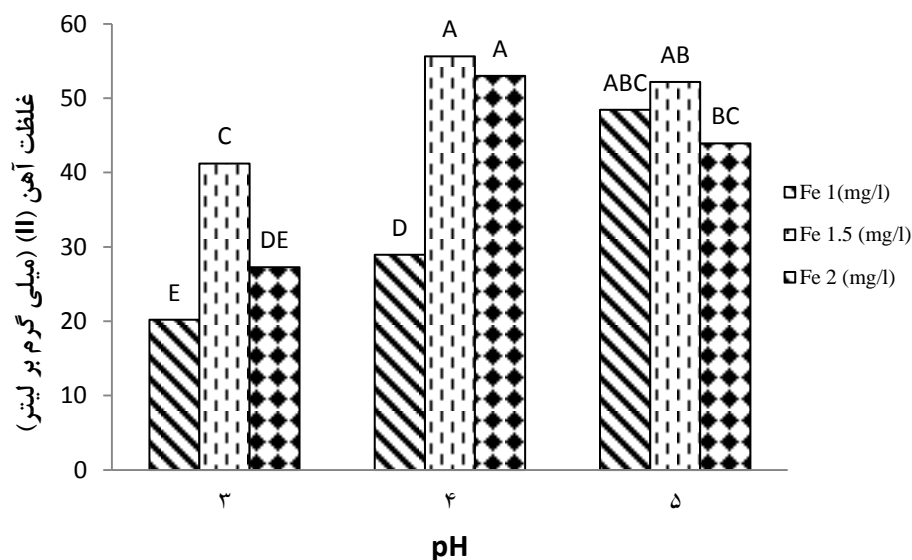 غلظت آهن (II) (میلی گرم بر لیتر)
60
50
40
30
20
10
0
E
C
DE
D
A
A
ABC
AB
BC
۳
۴
۵
pH
Fe 1(mg/l)
Fe 1.5 (mg/l)
Fe 2 (mg/l)